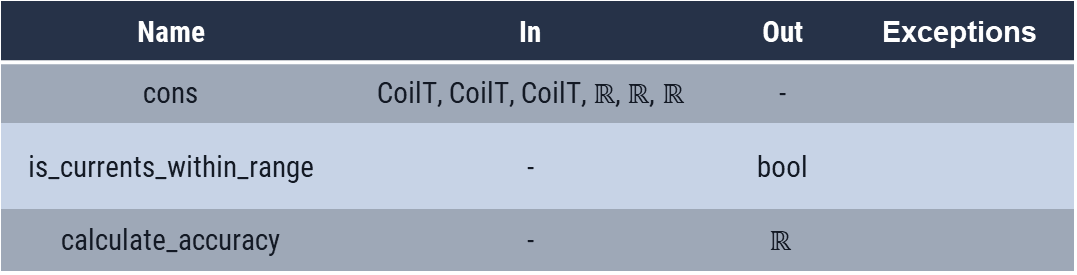 Name In Out Exceptions
cons CoilT, CoilT, CoilT, ℝ, ℝ, ℝ -
is_currents_within_range - bool
calculate_accuracy - ℝ